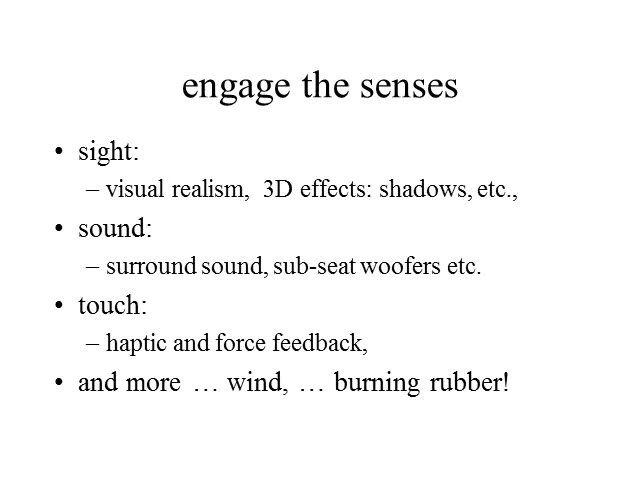 engage the senses
• sight:
– visual realism,  3D effects: shadows, etc.,
• sound:
– surround sound, sub-seat woofers etc.
• touch:
– haptic and force feedback,
• and more … wind, … burning rubber!